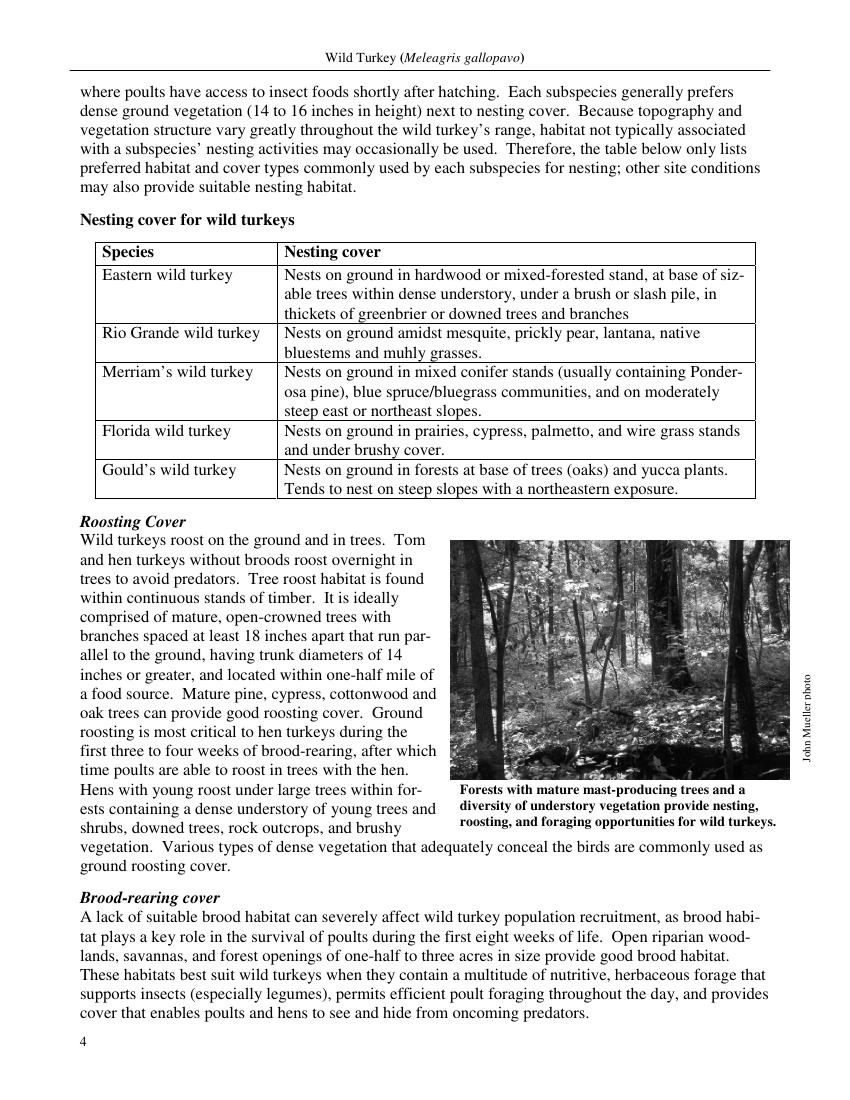 Wild Turkey (Meleagris gallopavo)
where poults have access to insect foods shortly after hatching.  Each subspecies generally prefers
dense ground vegetation (14 to 16 inches in height) next to nesting cover.  Because topography and
vegetation structure vary greatly throughout the wild turkey's range, habitat not typically associated
with a subspecies' nesting activities may occasionally be used.  Therefore, the table below only lists
preferred habitat and cover types commonly used by each subspecies for nesting; other site conditions
may also provide suitable nesting habitat.
Nesting cover for wild turkeys
Species Nesting cover
Eastern wild turkey Nests on ground in hardwood or mixed-forested stand, at base of siz-
able trees within dense understory, under a brush or slash pile, in
thickets of greenbrier or downed trees and branches
Rio Grande wild turkey Nests on ground amidst mesquite, prickly pear, lantana, native
bluestems and muhly grasses.
Merriam's wild turkey Nests on ground in mixed conifer stands (usually containing Ponder-
osa pine), blue spruce/bluegrass communities, and on moderately
steep east or northeast slopes.
Florida wild turkey Nests on ground in prairies, cypress, palmetto, and wire grass stands
and under brushy cover.
Gould's wild turkey Nests on ground in forests at base of trees (oaks) and yucca plants.
Tends to nest on steep slopes with a northeastern exposure.
Roosting Cover
Wild turkeys roost on the ground and in trees.  Tom
and hen turkeys without broods roost overnight in
trees to avoid predators.  Tree roost habitat is found
within continuous stands of timber.  It is ideally
comprised of mature, open-crowned trees with
branches spaced at least 18 inches apart that run par-
allel to the ground, having trunk diameters of 14
inches or greater, and located within one-half mile of
a food source.  Mature pine, cypress, cottonwood and
oak trees can provide good roosting cover.  Ground
roosting is most critical to hen turkeys during the
first three to four weeks of brood-rearing, after which
time poults are able to roost in trees with the hen.
Hens with young roost under large trees within for-
ests containing a dense understory of young trees and
shrubs, downed trees, rock outcrops, and brushy
vegetation.  Various types of dense vegetation that adequately conceal the birds are commonly used as
ground roosting cover.
John Mueller photo
Forests with mature mast-producing trees and a
diversity of understory vegetation provide nesting,
roosting, and foraging opportunities for wild turkeys.
Brood-rearing cover
A lack of suitable brood habitat can severely affect wild turkey population recruitment, as brood habi-
tat plays a key role in the survival of poults during the first eight weeks of life.  Open riparian wood-
lands, savannas, and forest openings of one-half to three acres in size provide good brood habitat.
These habitats best suit wild turkeys when they contain a multitude of nutritive, herbaceous forage that
supports insects (especially legumes), permits efficient poult foraging throughout the day, and provides
cover that enables poults and hens to see and hide from oncoming predators.
4